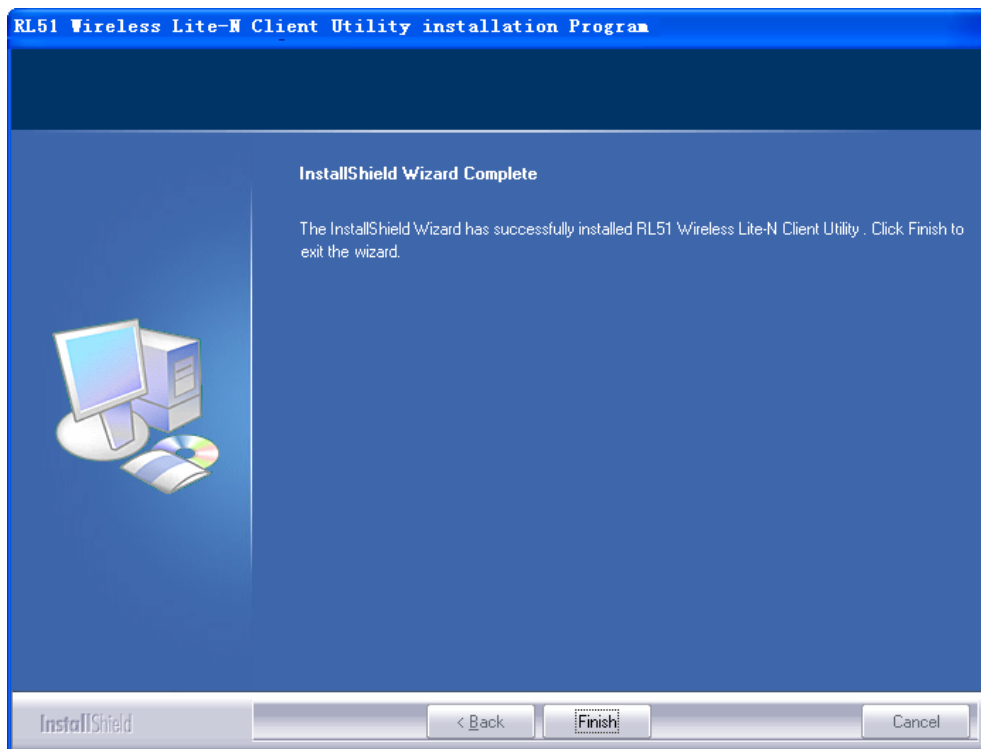 RL51 Wireless Lite-N Client Utility installation Program
InstallShield Wizard Complete
The InstallShield Wizard has successfully installed RL51 Wireless Lite-N Client Utility . Click Finish to
exit the wizard.
InstallShield
< Back
Finish
Cancel